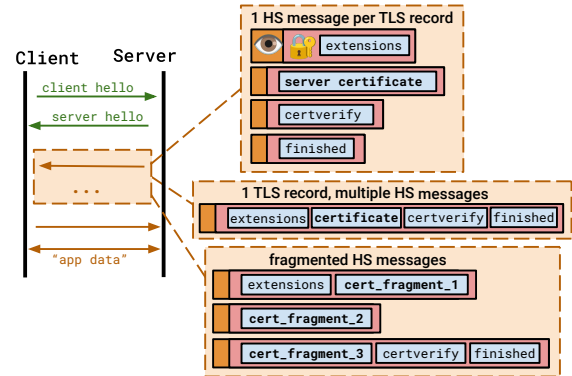 1 HS message per TLS record
extensions
server certificate
certverify
finished
Client
Server
client hello
server hello
...
"app data"
1 TLS record, multiple HS messages
extensions certificate certverify finished
fragmented HS messages
extensions cert_fragment_1
cert_fragment_2
cert_fragment_3 certverify finished